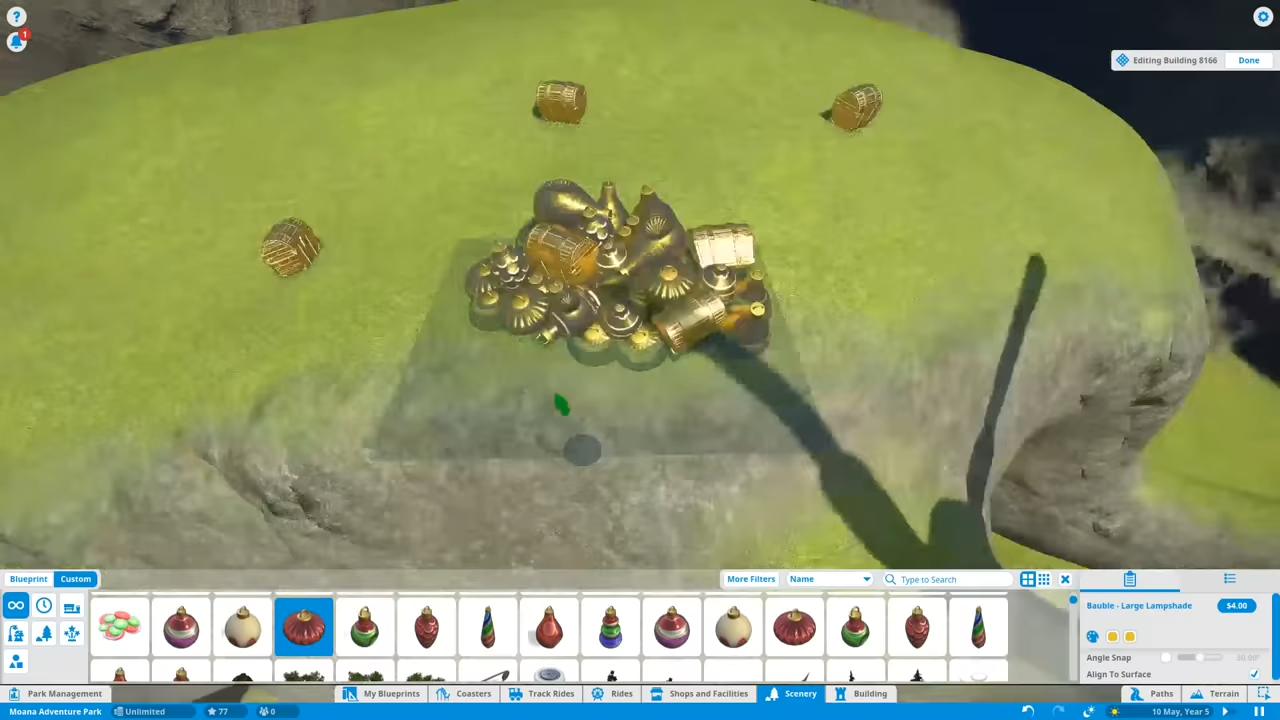 ?
1
Editing Building 8166 Done
Blueprint Custom More Filters Name Type to Search
Bauble - Large Lampshade $4.00
Angle Snap 30.00°
Align To Surface
Park Management My Blueprints Coasters Track Rides Rides Shops and Facilities Scenery Building Paths Terrain
Moana Adventure Park Unlimited 77 0 10 May, Year 5